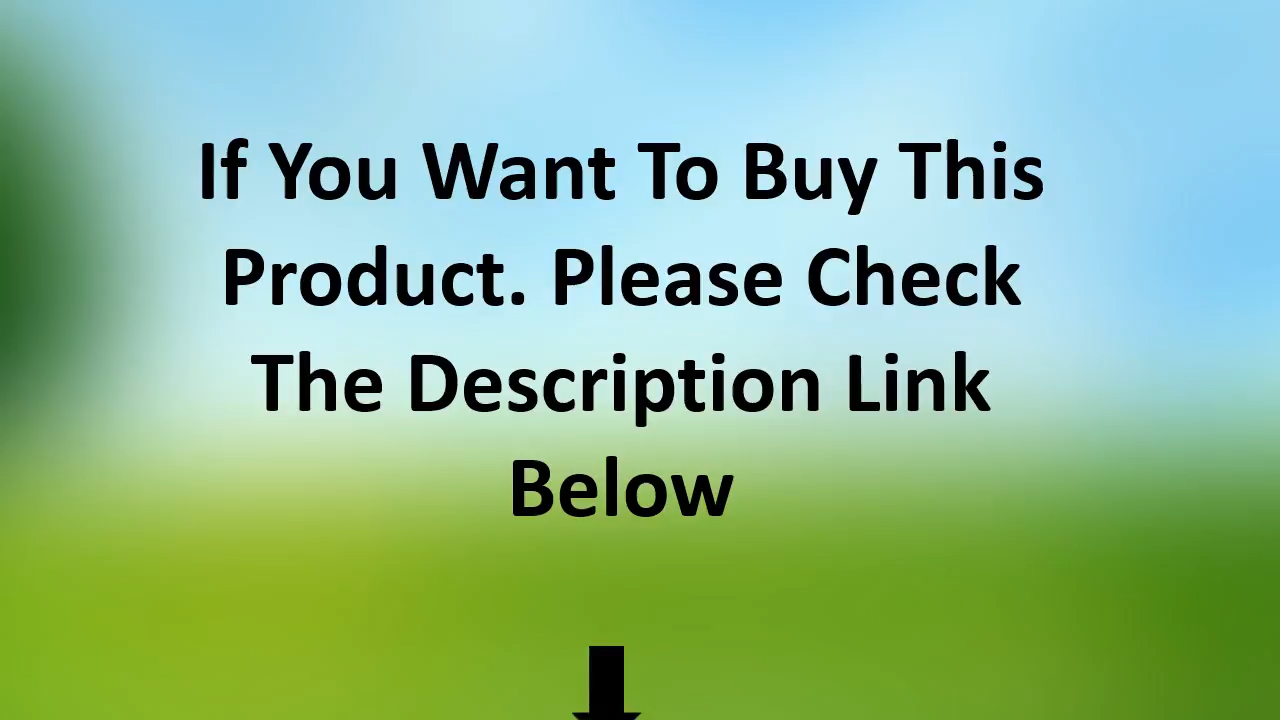 If You Want To Buy This
Product. Please Check
The Description Link
Below